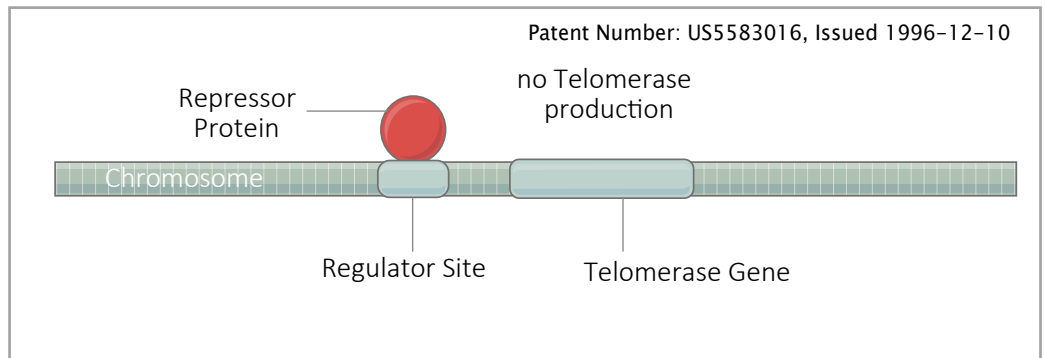 Patent Number: US5583016, Issued 1996-12-10
no Telomerase
production
Repressor
Protein
Chromosome
Regulator Site
Telomerase Gene